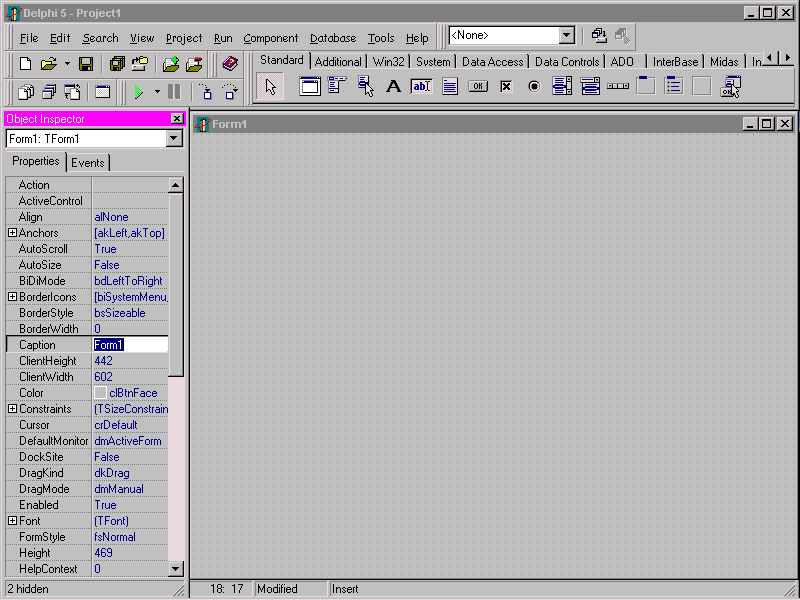 Delphi 5 - Project1
File Edit Search View Project Run Component Database Tools Help
<None>
Standard Additional Win32 System Data Access Data Controls ADO InterBase Midas In
A ab OK OK
Object Inspector
Form1: TForm1
Properties Events
Action
ActiveControl
Align alNone
Anchors [akLeft,akTop]
AutoScroll True
AutoSize False
BiDiMode bdLeftToRight
BorderIcons [biSystemMenu,
BorderStyle bsSizeable
BorderWidth 0
Caption Form1
ClientHeight 442
ClientWidth 602
Color clBtnFace
Constraints (TSizeConstrain
Cursor crDefault
DefaultMonitor dmActiveForm
DockSite False
DragKind dkDrag
DragMode dmManual
Enabled True
Font (TFont)
FormStyle fsNormal
Height 469
HelpContext 0
2 hidden
Form1
18: 17 Modified Insert